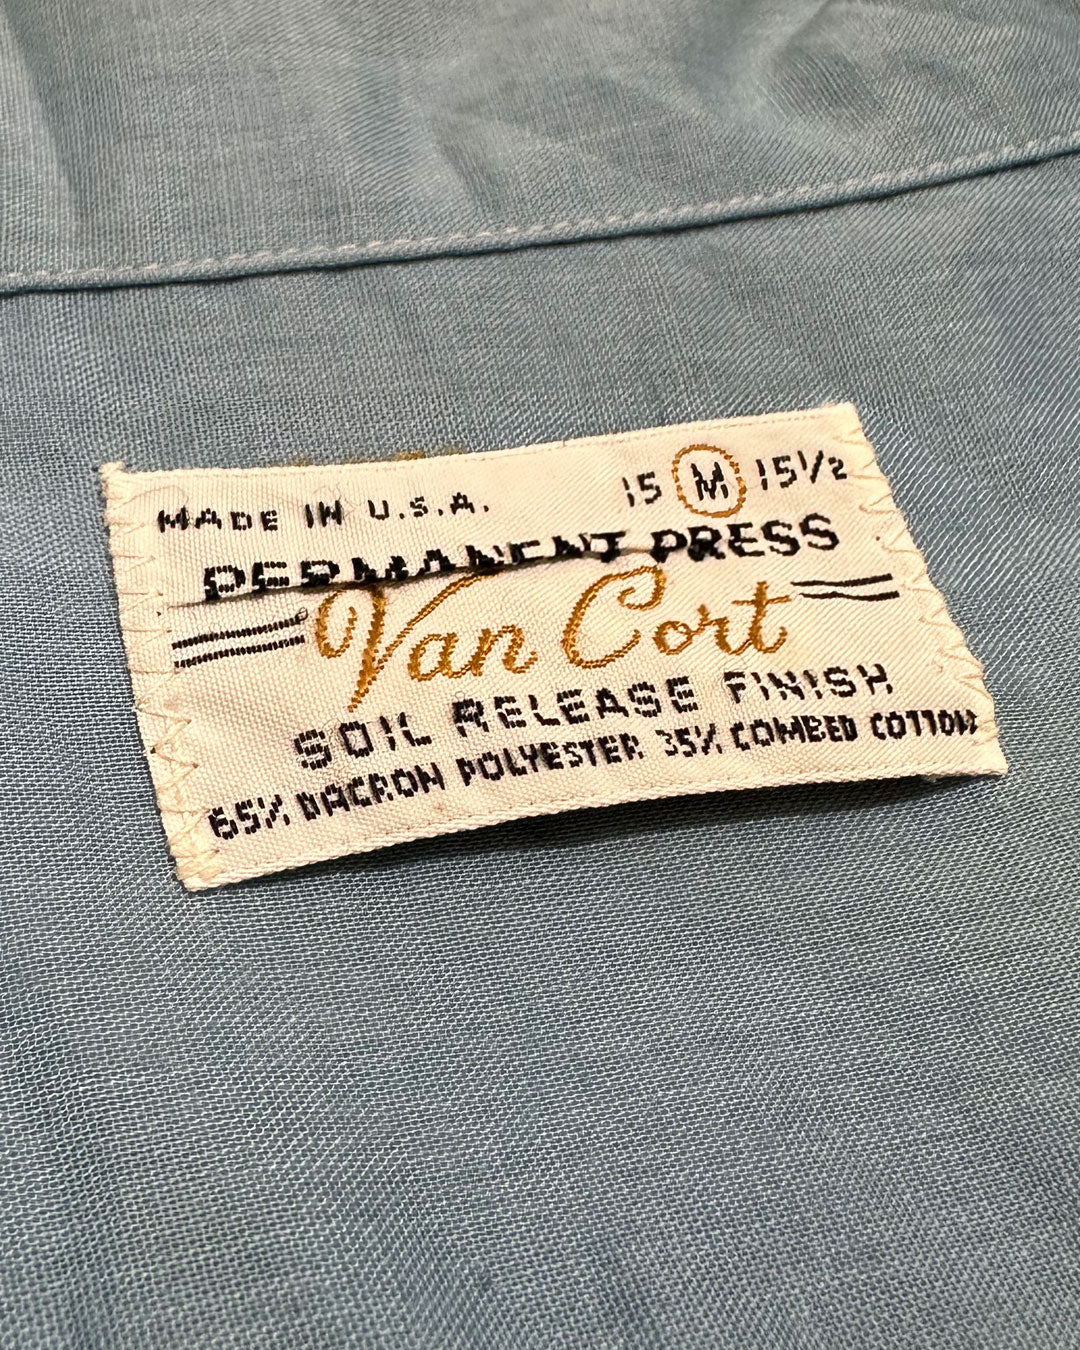 MADE IN U.S.A. 15 M 15½
PERMANENT PRESS
Van Cort
SOIL RELEASE FINISH
65% DACRON POLYESTER 35% COMBED COTTON